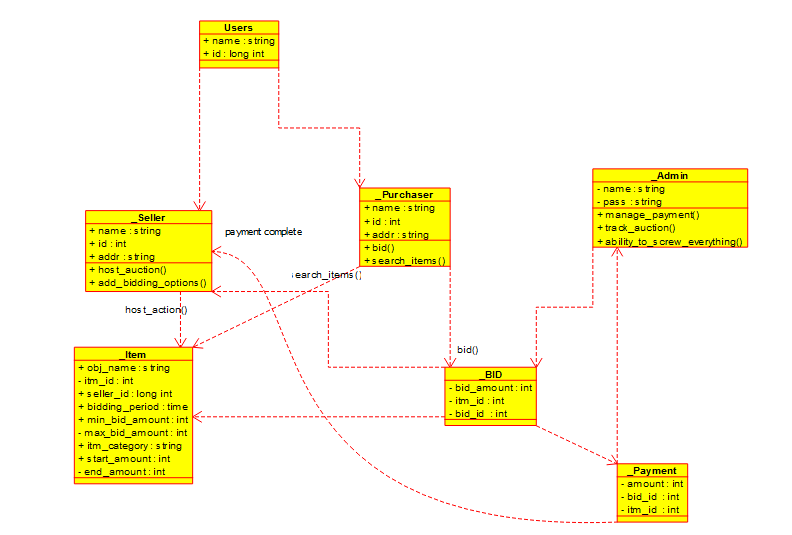 Users
+ name : string
+ id : long int
_Purchaser
+ name : string
+ id : int
+ addr : string
+ bid()
+ search_items()
_Admin
- name : string
- pass : string
+ manage_payment()
+ track_auction()
+ ability_to_screw_everything()
_Seller
+ name : string
+ id : int
+ addr : string
+ host_auction()
+ add_bidding_options()
payment complete
search_items()
host_action()
bid()
_Item
+ obj_name : string
- itm_id : int
+ seller_id : long int
+ bidding_period : time
+ min_bid_amount : int
- max_bid_amount : int
+ itm_category : string
+ start_amount : int
- end_amount : int
_BID
- bid_amount : int
- itm_id : int
- bid_id : int
_Payment
- amount : int
- bid_id : int
- itm_id : int